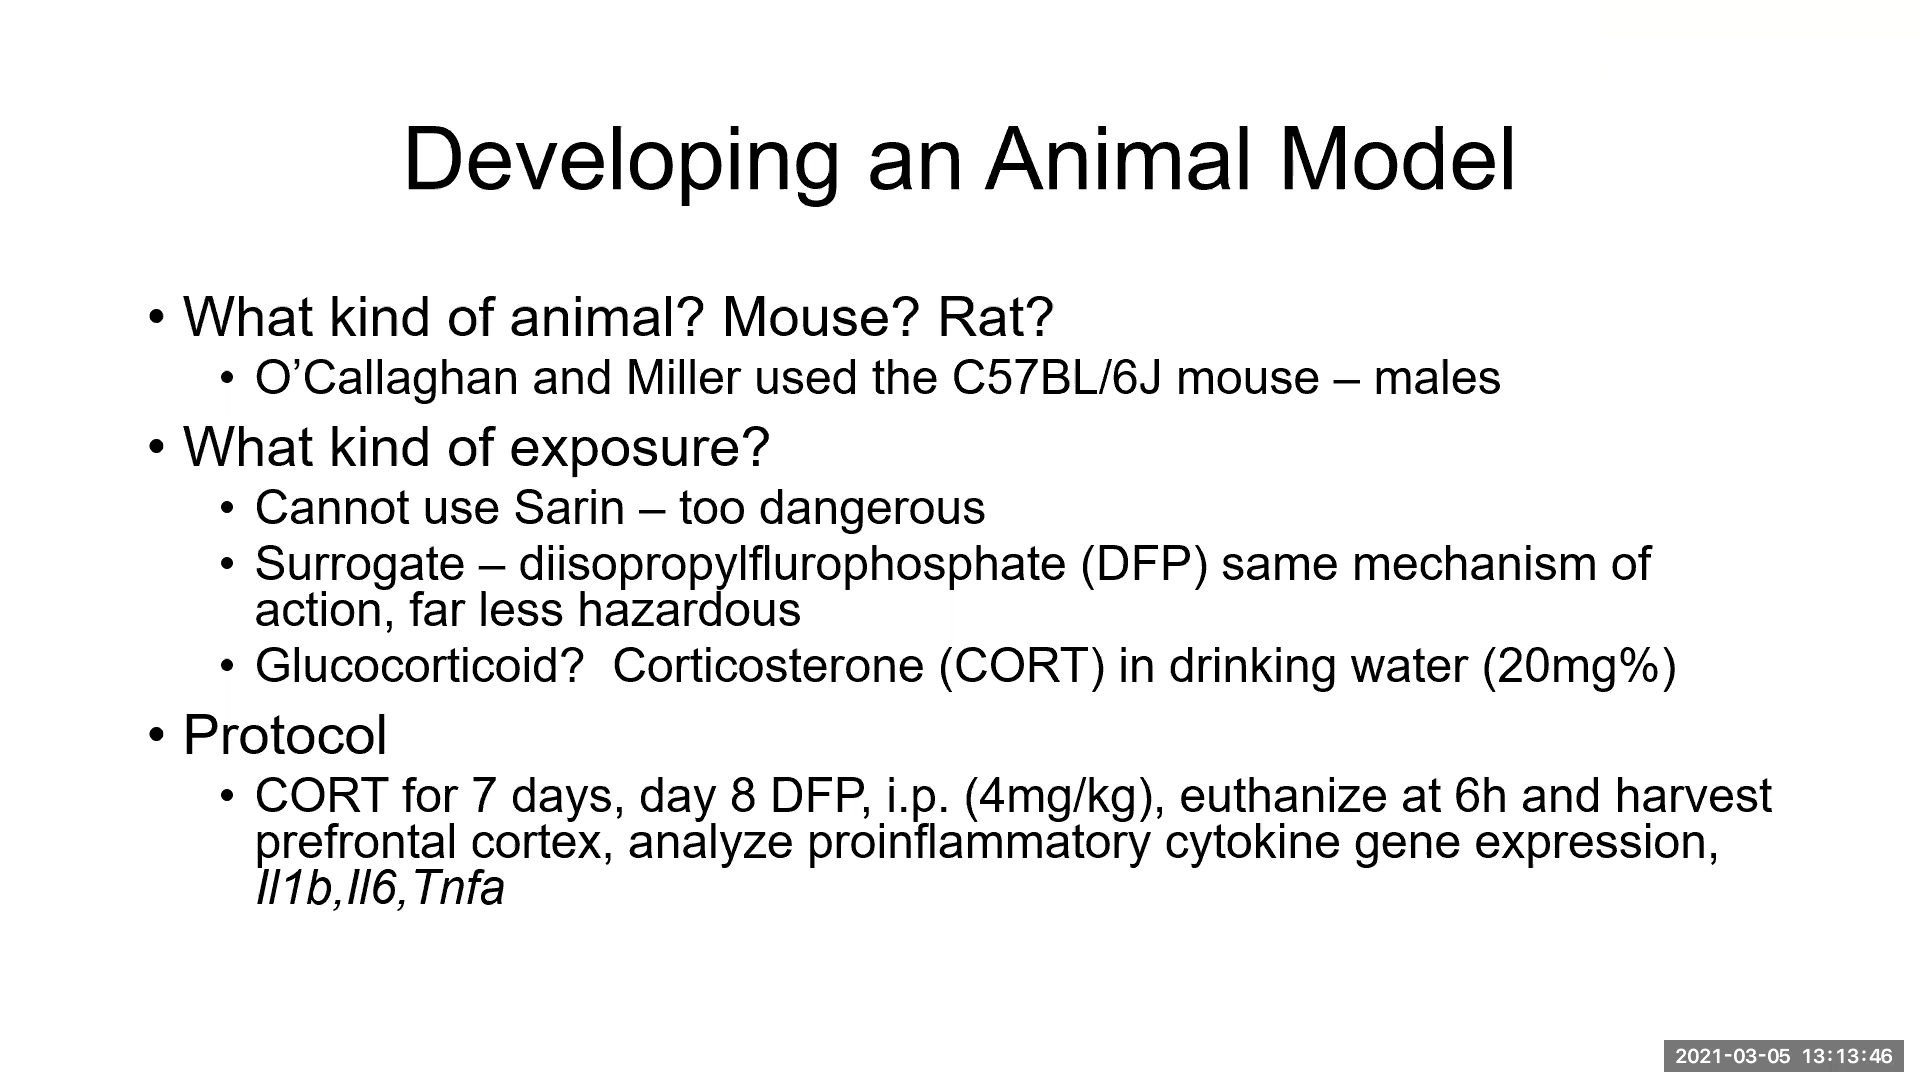 Developing an Animal Model
• What kind of animal? Mouse? Rat?
• O’Callaghan and Miller used the C57BL/6J mouse – males
• What kind of exposure?
• Cannot use Sarin – too dangerous
• Surrogate – diisopropylflurophosphate (DFP) same mechanism of
action, far less hazardous
• Glucocorticoid?  Corticosterone (CORT) in drinking water (20mg%)
• Protocol
• CORT for 7 days, day 8 DFP, i.p. (4mg/kg), euthanize at 6h and harvest
prefrontal cortex, analyze proinflammatory cytokine gene expression,
Il1b,Il6,Tnfa
2021-03-05 13:13:46